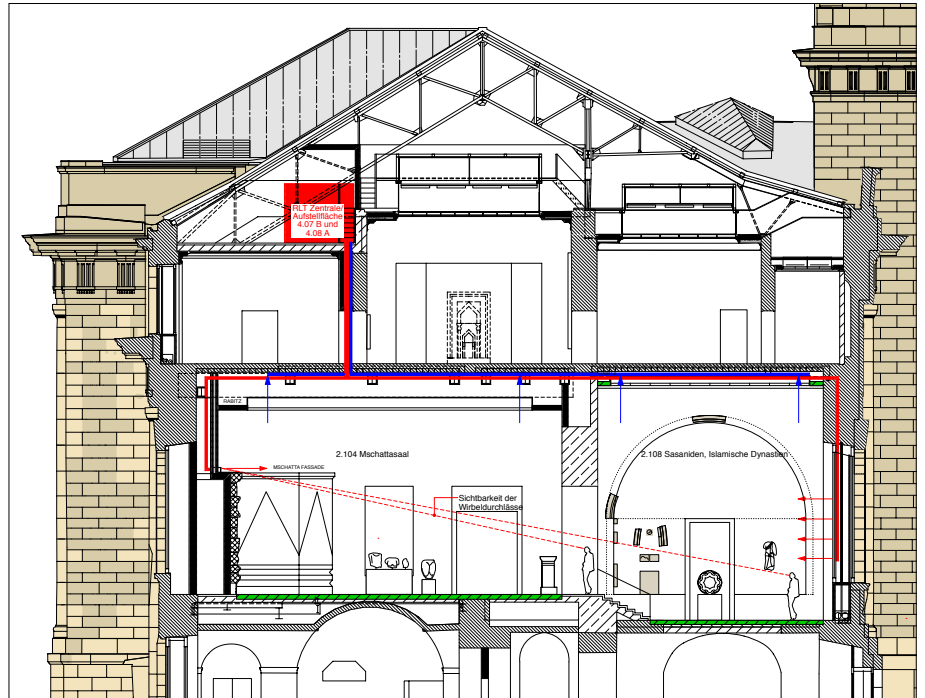 RLT Zentrale/
Aufstellfläche
4.07 B und
4.08 A
RABITZ
2.104 Mschattasaal
2.108 Sasaniden, Islamische Dynastien
MSCHATTA FASSADE
Sichtbarkeit der
Wirbeldurchlässe